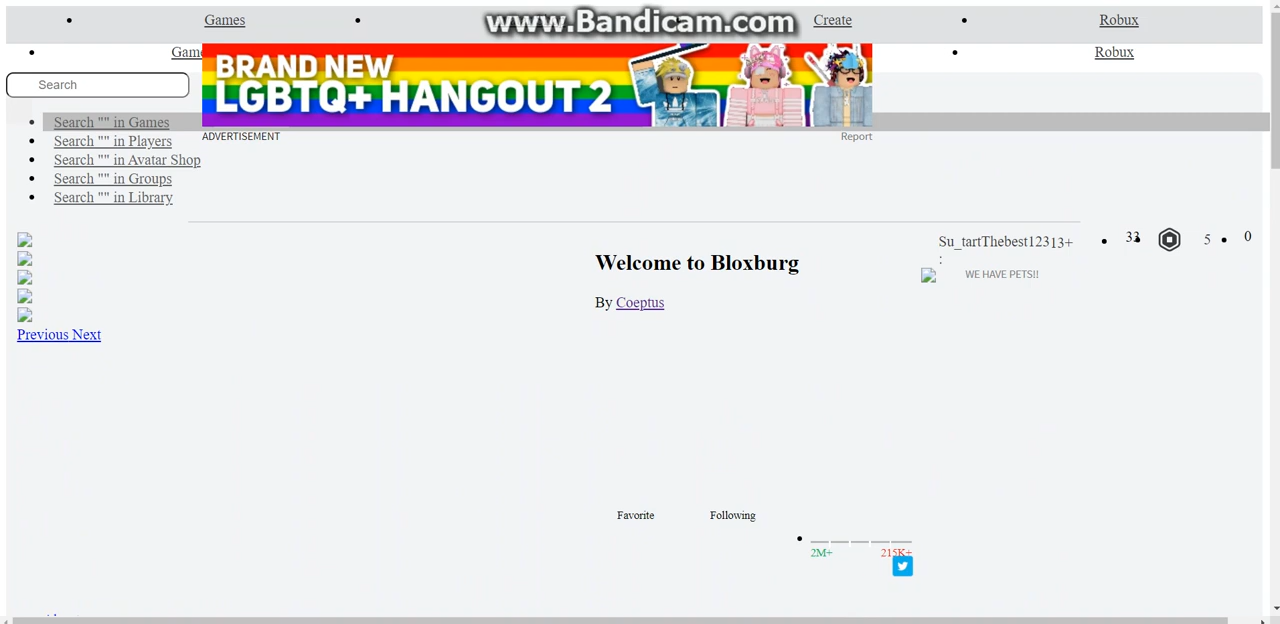 Games
www.Bandicam.com
Create
Robux
Game
Robux
BRAND NEW
LGBTQ+ HANGOUT 2
Search
ADVERTISEMENT
Report
Search "" in Games
Search "" in Players
Search "" in Avatar Shop
Search "" in Groups
Search "" in Library
Su_tartThebest12313+
:
33
5
0
Welcome to Bloxburg
WE HAVE PETS!!
By Coeptus
Previous Next
Favorite
Following
2M+
215K+